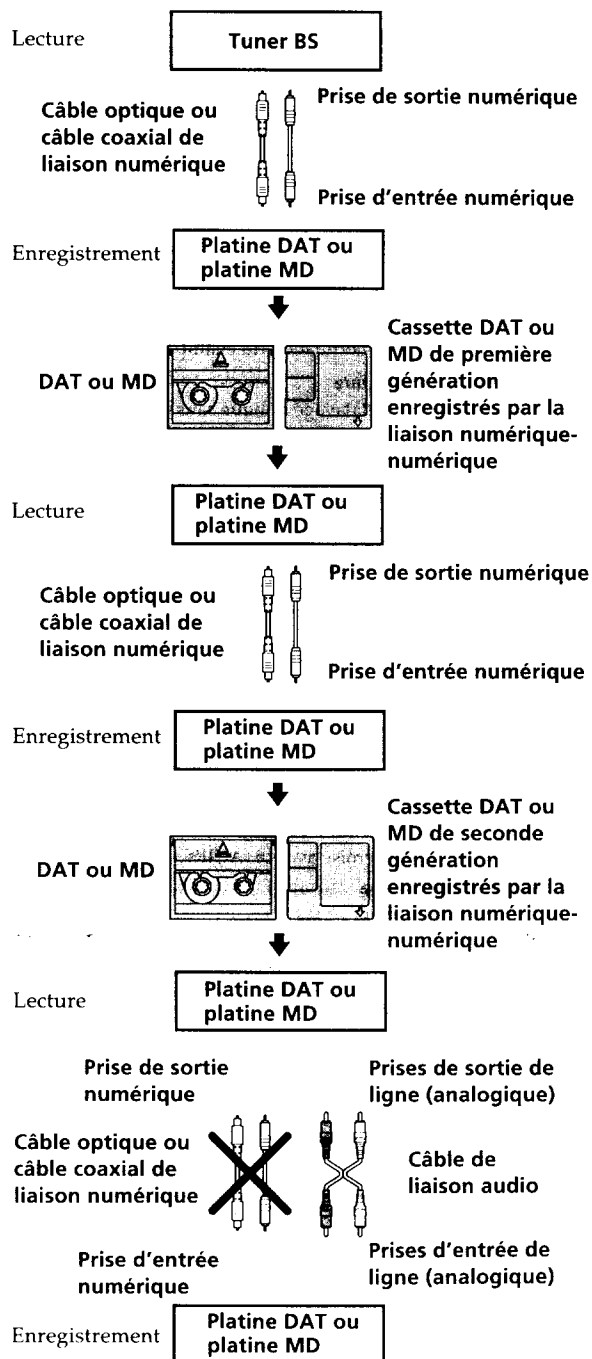 Lecture
Tuner BS
Câble optique ou
câble coaxial de
liaison numérique
Prise de sortie numérique
Prise d'entrée numérique
Enregistrement
Platine DAT ou
platine MD
DAT ou MD
Cassette DAT ou
MD de première
génération
enregistrés par la
liaison numérique-
numérique
Lecture
Platine DAT ou
platine MD
Câble optique ou
câble coaxial de
liaison numérique
Prise de sortie numérique
Prise d'entrée numérique
Enregistrement
Platine DAT ou
platine MD
DAT ou MD
Cassette DAT ou
MD de seconde
génération
enregistrés par la
liaison numérique-
numérique
Lecture
Platine DAT ou
platine MD
Prise de sortie
numérique
Prises de sortie de
ligne (analogique)
Câble optique ou
câble coaxial de
liaison numérique
Câble de
liaison audio
Prise d'entrée
numérique
Prises d'entrée de
ligne (analogique)
Enregistrement
Platine DAT ou
platine MD